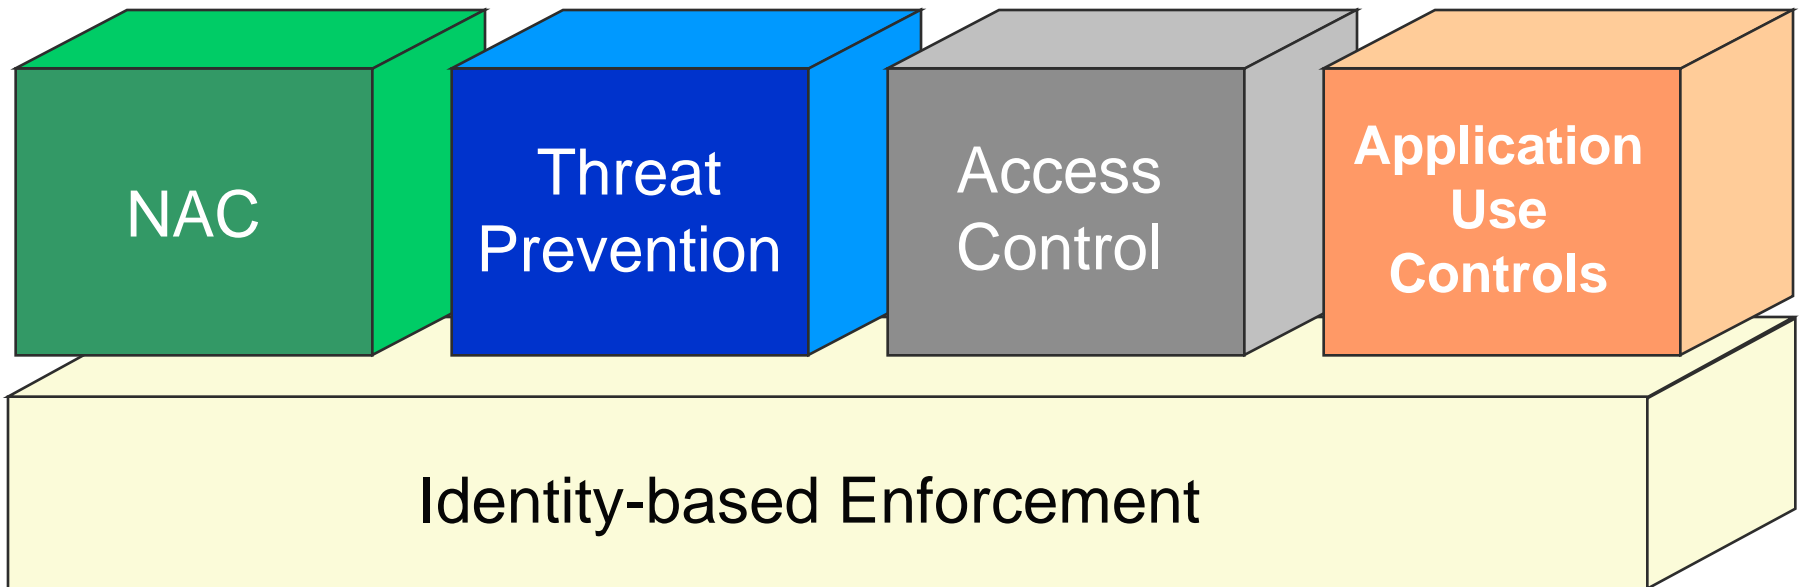 NAC
Threat
Prevention
Access
Control
Application
Use
Controls
Identity-based Enforcement